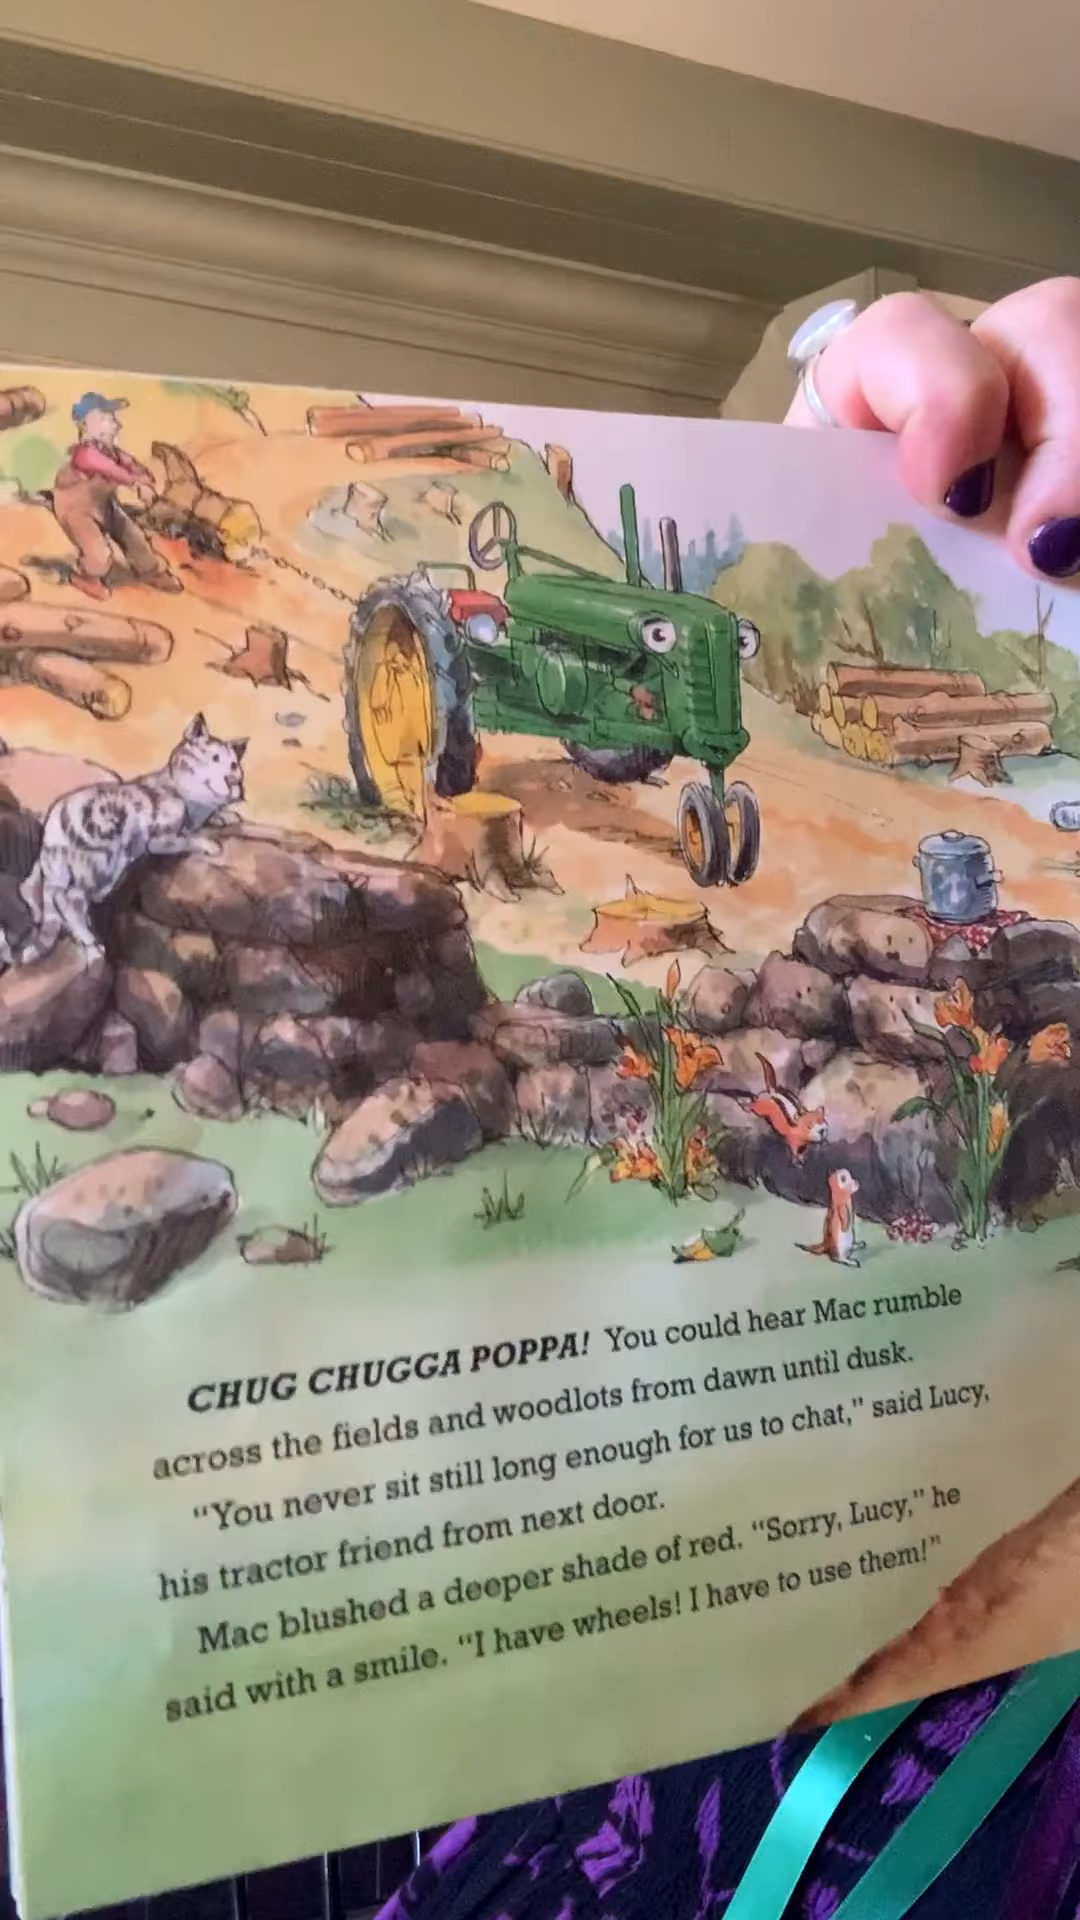 CHUG CHUGGA POPPA! You could hear Mac rumble
across the fields and woodlots from dawn until dusk.
“You never sit still long enough for us to chat,” said Lucy,
his tractor friend from next door.
Mac blushed a deeper shade of red. “Sorry, Lucy,” he
said with a smile. “I have wheels! I have to use them!”